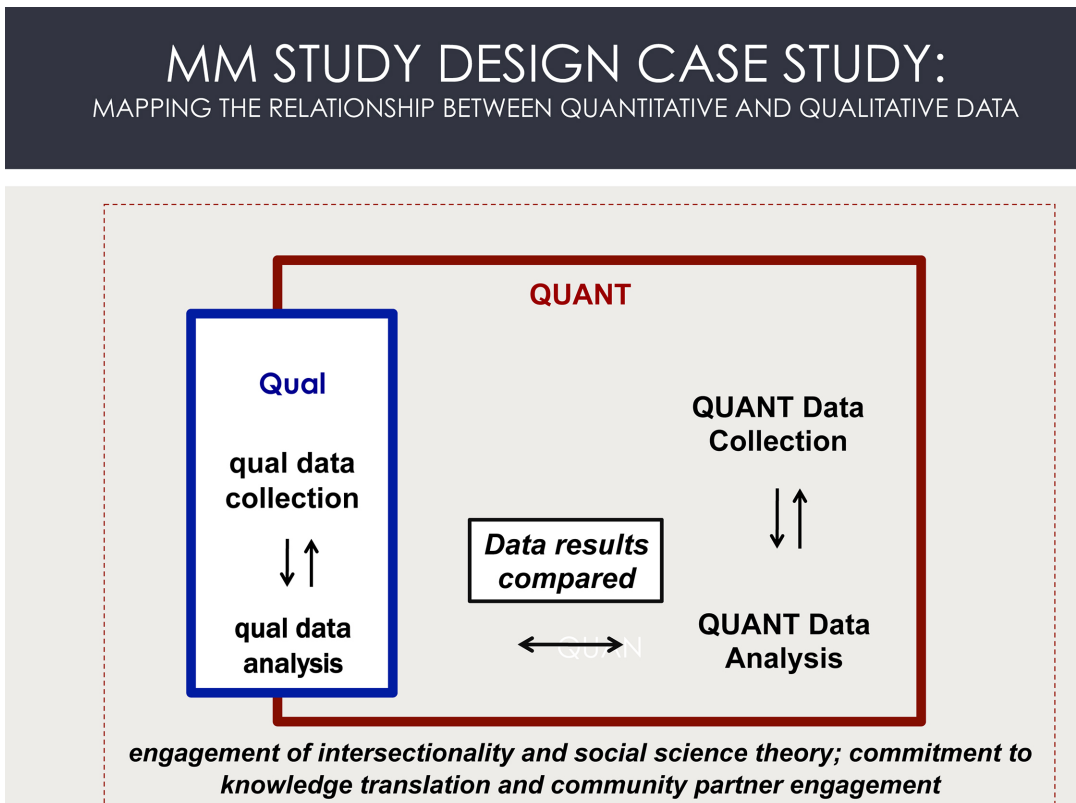 MM STUDY DESIGN CASE STUDY:
MAPPING THE RELATIONSHIP BETWEEN QUANTITATIVE AND QUALITATIVE DATA
QUANT
Qual
qual data
collection
qual data
analysis
Data results
compared
QUAN
QUANT Data
Collection
QUANT Data
Analysis
engagement of intersectionality and social science theory; commitment to
knowledge translation and community partner engagement